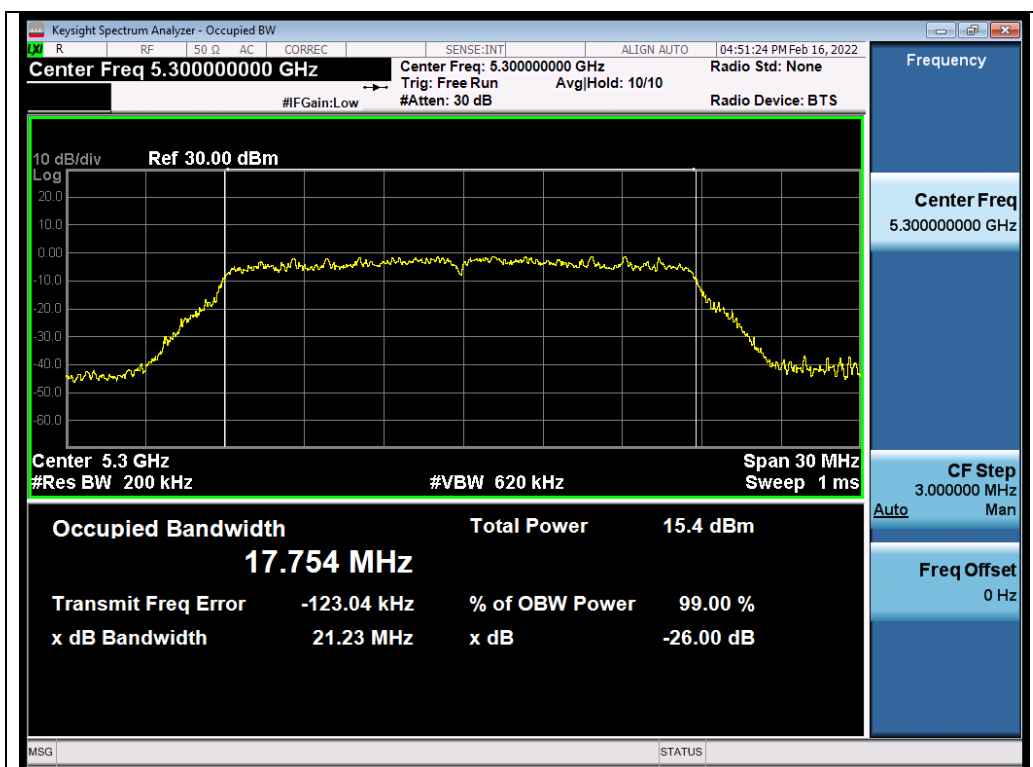 Keysight Spectrum Analyzer - Occupied BW
LXI R RF 50 Ω AC CORREC SENSE:INT ALIGN AUTO 04:51:24 PM Feb 16, 2022
Center Freq 5.300000000 GHz Center Freq: 5.300000000 GHz Radio Std: None
Trig: Free Run Avg|Hold: 10/10
#IFGain:Low #Atten: 30 dB Radio Device: BTS
10 dB/div Ref 30.00 dBm
Log
20.0
10.0
0.00
-10.0
-20.0
-30.0
-40.0
-50.0
-60.0
Center 5.3 GHz Span 30 MHz
#Res BW 200 kHz #VBW 620 kHz Sweep 1 ms
Occupied Bandwidth Total Power 15.4 dBm
17.754 MHz
Transmit Freq Error -123.04 kHz % of OBW Power 99.00 %
x dB Bandwidth 21.23 MHz x dB -26.00 dB
Frequency
Center Freq
5.300000000 GHz
CF Step
3.000000 MHz
Auto Man
Freq Offset
0 Hz
MSG STATUS